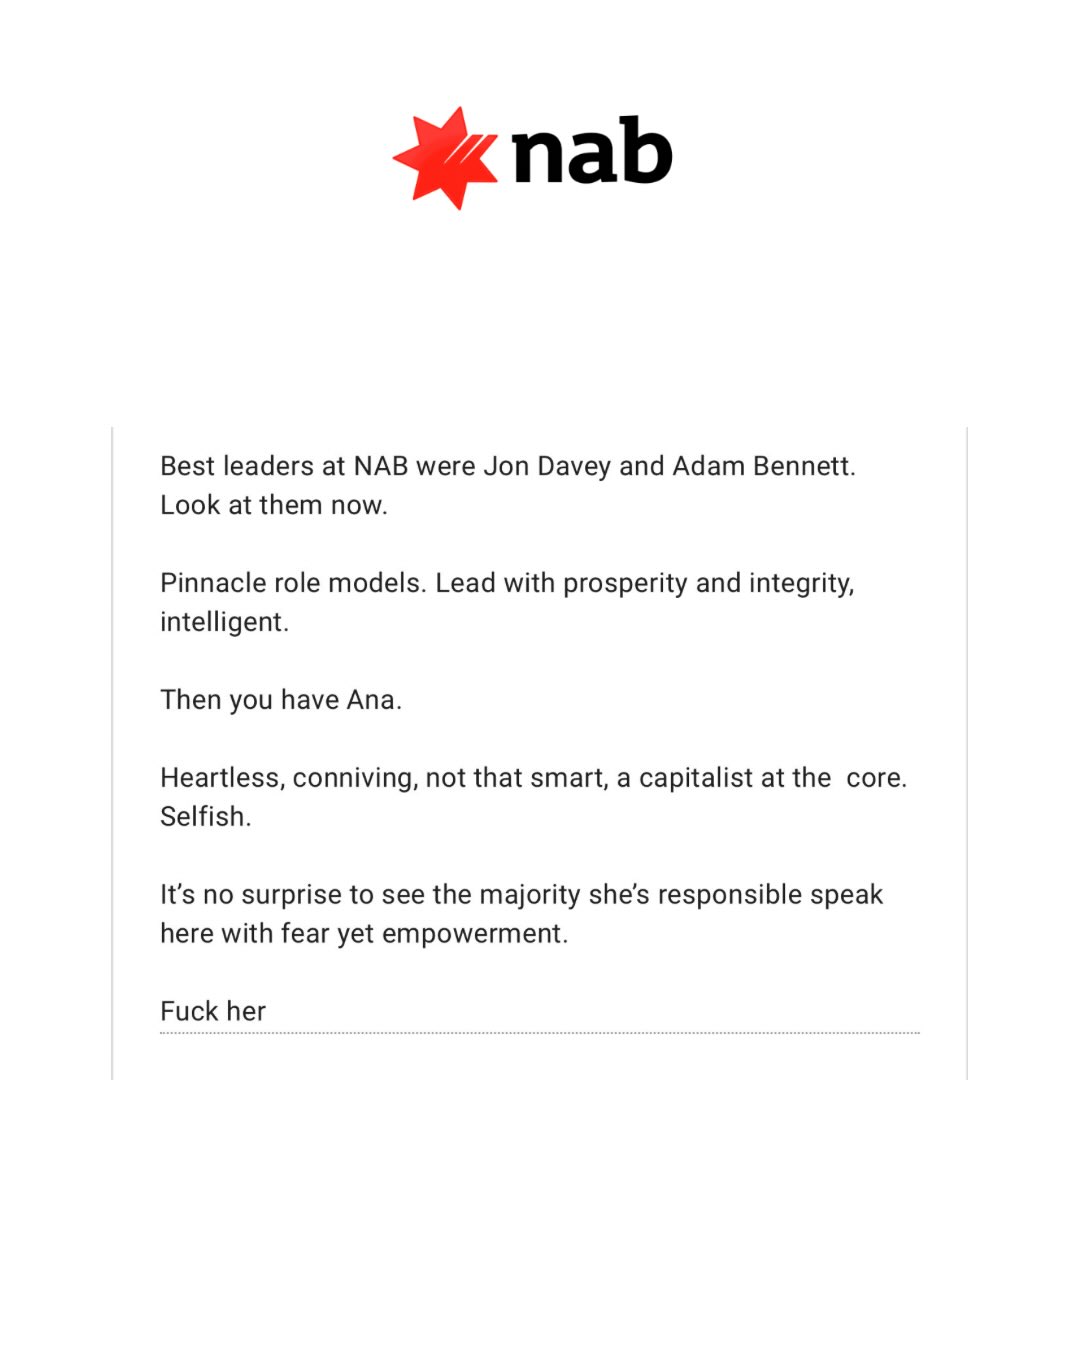 nab
Best leaders at NAB were Jon Davey and Adam Bennett.
Look at them now.
Pinnacle role models. Lead with prosperity and integrity,
intelligent.
Then you have Ana.
Heartless, conniving, not that smart, a capitalist at the  core.
Selfish.
It’s no surprise to see the majority she’s responsible speak
here with fear yet empowerment.
Fuck her